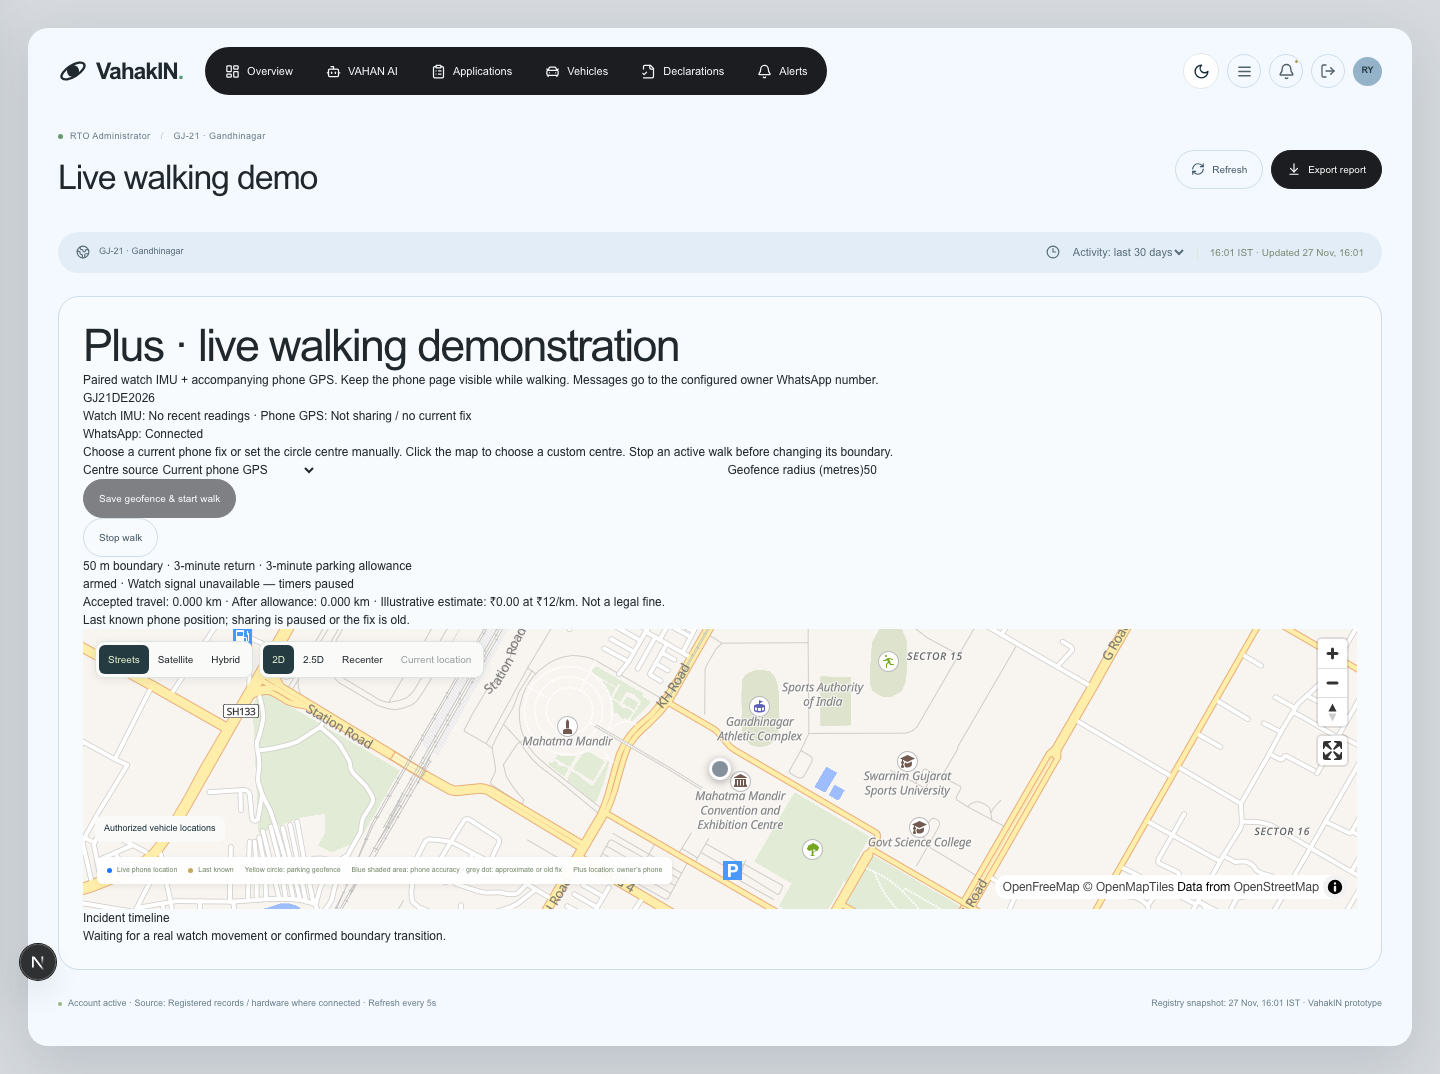 VahakIN.
Overview
VAHAN AI
Applications
Vehicles
Declarations
Alerts
RY
RTO Administrator / GJ-21 · Gandhinagar
Live walking demo
Refresh
Export report
GJ-21 · Gandhinagar
Activity: last 30 days
16:01 IST · Updated 27 Nov, 16:01
Plus · live walking demonstration
Paired watch IMU + accompanying phone GPS. Keep the phone page visible while walking. Messages go to the configured owner WhatsApp number.
GJ21DE2026
Watch IMU: No recent readings · Phone GPS: Not sharing / no current fix
WhatsApp: Connected
Choose a current phone fix or set the circle centre manually. Click the map to choose a custom centre. Stop an active walk before changing its boundary.
Centre source Current phone GPS
Geofence radius (metres)50
Save geofence & start walk
Stop walk
50 m boundary · 3-minute return · 3-minute parking allowance
armed · Watch signal unavailable — timers paused
Accepted travel: 0.000 km · After allowance: 0.000 km · Illustrative estimate: ₹0.00 at ₹12/km. Not a legal fine.
Last known phone position; sharing is paused or the fix is old.
Streets
Satellite
Hybrid
2D
2.5D
Recenter
Current location
Station Road
SH133
Station Road
Mahatma Mandir
KH Road
SECTOR 15
Sports Authority
of India
Gandhinagar
Athletic Complex
G Roa
Mahatma Mandir
Convention and
Exhibition Centre
Swarnim Gujarat
Sports University
Govt Science College
SECTOR 16
P
Road
Authorized vehicle locations
Live phone location
Last known
Yellow circle: parking geofence
Blue shaded area: phone accuracy · grey dot: approximate or old fix
Plus location: owner's phone
OpenFreeMap © OpenMapTiles Data from OpenStreetMap
Incident timeline
Waiting for a real watch movement or confirmed boundary transition.
N
Account active · Source: Registered records / hardware where connected · Refresh every 5s
Registry snapshot: 27 Nov, 16:01 IST · VahakIN prototype